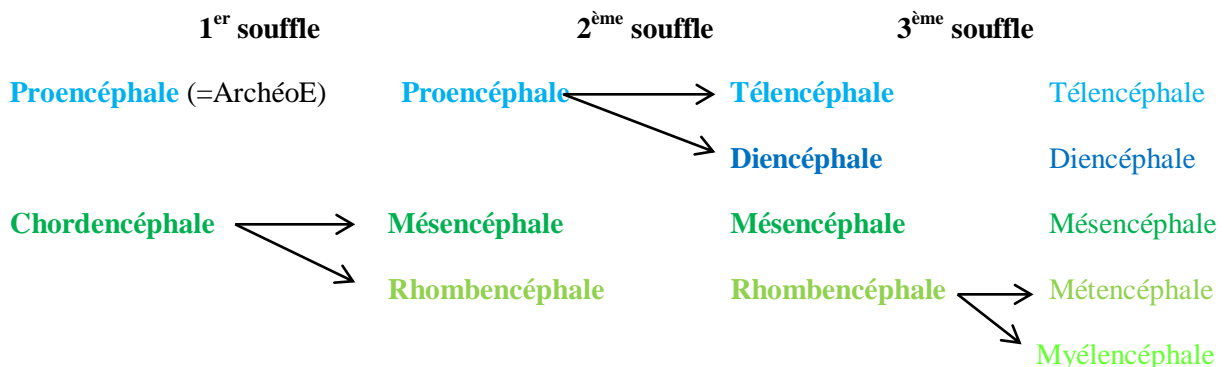 1er souffle 2ème souffle 3ème souffle
Proencéphale (=ArchéoE) Proencéphale Télencéphale Télencéphale
Diencéphale Diencéphale
Chordencéphale Mésencéphale Mésencéphale Mésencéphale
Rhombencéphale Rhombencéphale Métencéphale
Myélencéphale